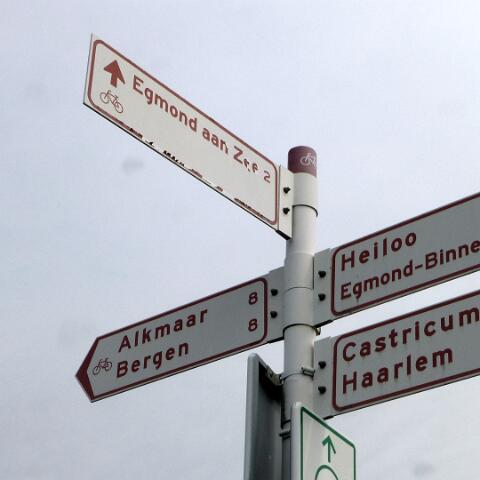 Egmond aan Zee 2
Heiloo
Egmond-Binne
Alkmaar 8
Bergen 8
Castricum
Haarlem